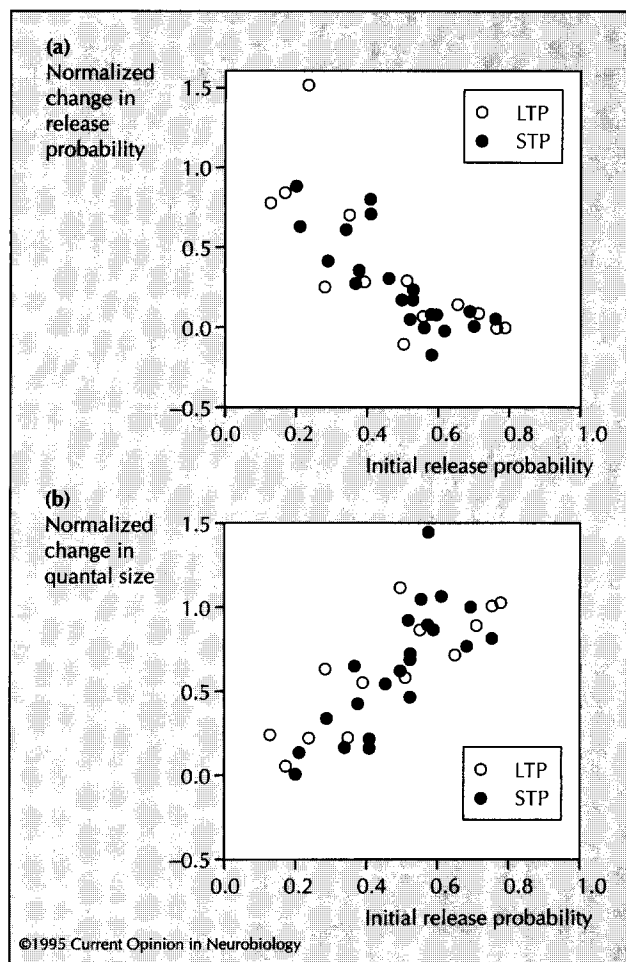 (a)
Normalized
change in
release
probability
1.5
1.0
0.5
0.0
−0.5
LTP
STP
0.0 0.2 0.4 0.6 0.8 1.0
Initial release probability
(b)
Normalized
change in
quantal size
1.5
1.0
0.5
0.0
−0.5
LTP
STP
0.0 0.2 0.4 0.6 0.8 1.0
Initial release probability
©1995 Current Opinion in Neurobiology